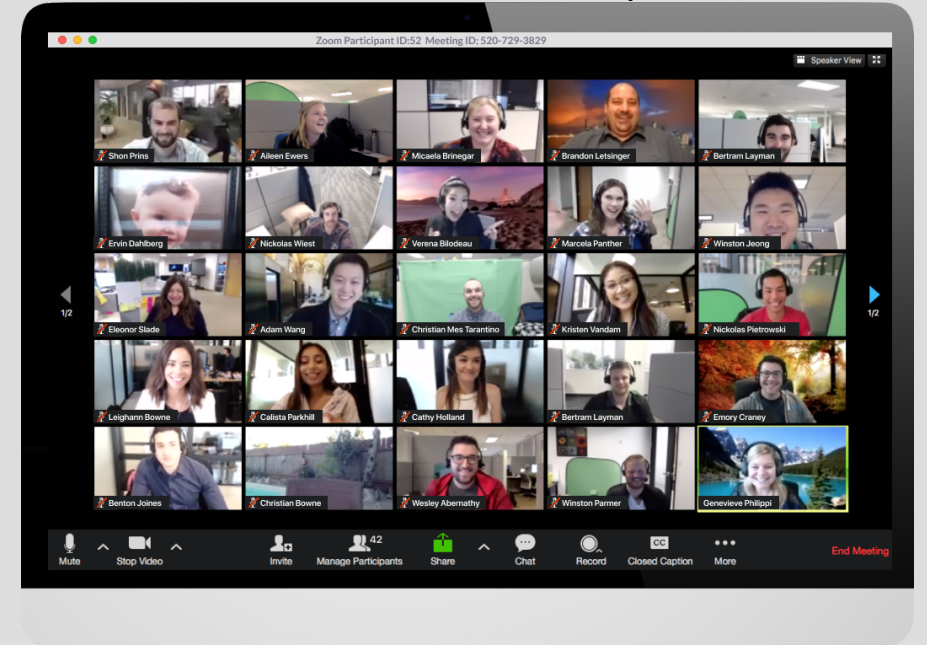 Zoom Participant ID:52 Meeting ID; 520-729-3829
Speaker View
Shon Prins
Aileen Ewers
Micaela Brinegar
Brandon Letsinger
Bertram Layman
Ervin Dahlberg
Nickolas Wiest
Verena Bilodeau
Marcela Panther
Winston Jeong
1/2
Eleonor Slade
Adam Wang
Christian Mes Tarantino
Kristen Vandam
Nickolas Pietrowski
1/2
Leighann Bowne
Calista Parkhill
Cathy Holland
Bertram Layman
Emory Craney
Benton Joines
Christian Bowne
Wesley Abernathy
Winston Parmer
Genevieve Philippi
42
CC
Mute
Stop Video
Invite
Manage Participants
Share
Chat
Record
Closed Caption
More
End Meeting